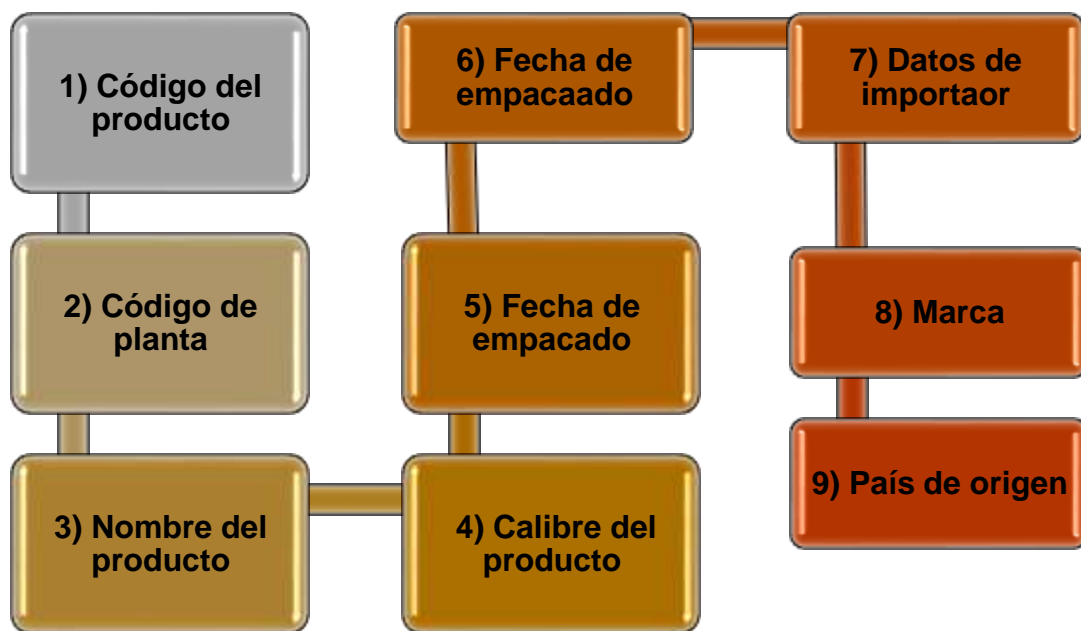 1) Código del
producto
2) Código de
planta
3) Nombre del
producto
4) Calibre del
producto
5) Fecha de
empacado
6) Fecha de
empacaado
7) Datos de
importaor
8) Marca
9) País de origen